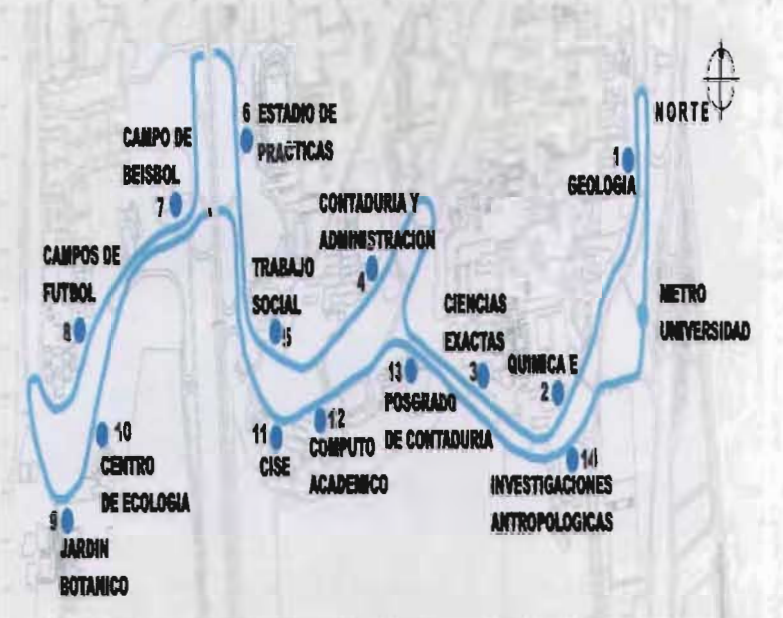 NORTE
6 ESTADIO DE
PRACTICAS
CAMPO DE
BEISBOL
7
1
GEOLOGIA
CONTADURIA Y
ADMINISTRACION
4
CAMPOS DE
FUTBOL
8
TRABAJO
SOCIAL
5
CIENCIAS
EXACTAS
3
QUIMICA E
2
METRO
UNIVERSIDAD
13
POSGRADO
DE CONTADURIA
10
CENTRO
DE ECOLOGIA
11
CISE
12
COMPUTO
ACADEMICO
14
INVESTIGACIONES
ANTROPOLOGICAS
9
JARDIN
BOTANICO